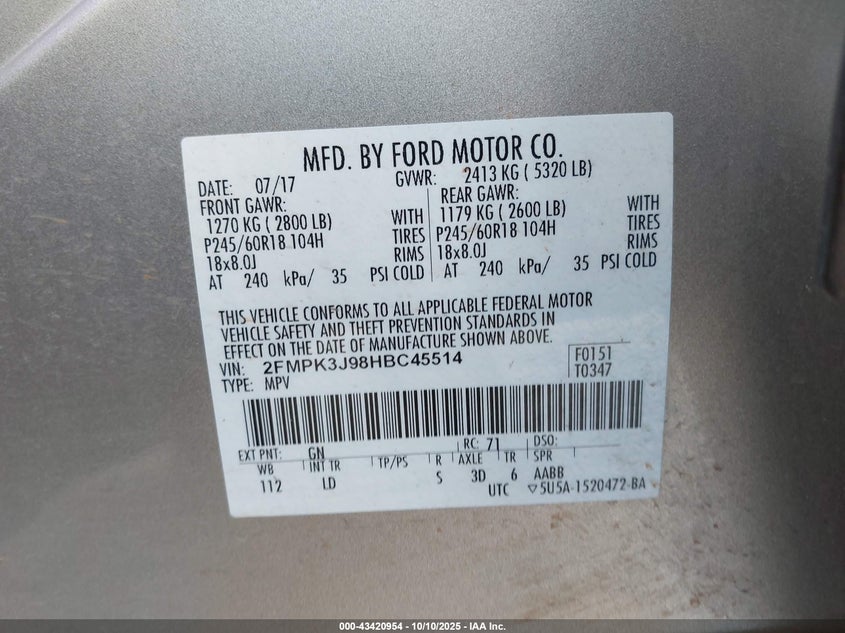 MFD. BY FORD MOTOR CO.
DATE: 07/17 GVWR: 2413 KG ( 5320 LB)
FRONT GAWR: REAR GAWR:
1270 KG ( 2800 LB) WITH 1179 KG ( 2600 LB) WITH
P245/60R18 104H TIRES P245/60R18 104H TIRES
18x8.0J RIMS 18x8.0J RIMS
AT 240 kPa/ 35 PSI COLD AT 240 kPa/ 35 PSI COLD
THIS VEHICLE CONFORMS TO ALL APPLICABLE FEDERAL MOTOR
VEHICLE SAFETY AND THEFT PREVENTION STANDARDS IN
EFFECT ON THE DATE OF MANUFACTURE SHOWN ABOVE.
VIN: 2FMPK3J98HBC45514 F0151
TYPE: MPV T0347
EXT PNT: GN RC: 71 DSO:
WB INT TR TP/PS R AXLE TR SPR
112 LD S 3D 6 AABB
UTC ▽5U5A-1520472-BA
000-43420954 - 10/10/2025 - IAA Inc.